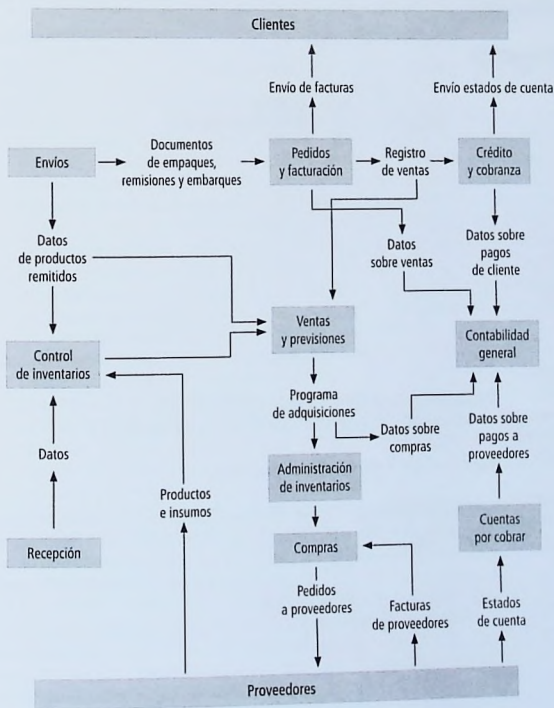 Clientes
Envío de facturas
Envío estados de cuenta
Envíos
Documentos
de empaques,
remisiones y embarques
Pedidos
y facturación
Registro
de ventas
Crédito
y cobranza
Datos
de productos
remitidos
Datos
sobre ventas
Datos sobre
pagos
de cliente
Control
de inventarios
Ventas
y previsiones
Contabilidad
general
Programa
de adquisiciones
Datos sobre
compras
Datos sobre
pagos a
proveedores
Datos
Productos
e insumos
Administración
de inventarios
Recepción
Compras
Cuentas
por cobrar
Pedidos
a proveedores
Facturas
de proveedores
Estados
de cuenta
Proveedores